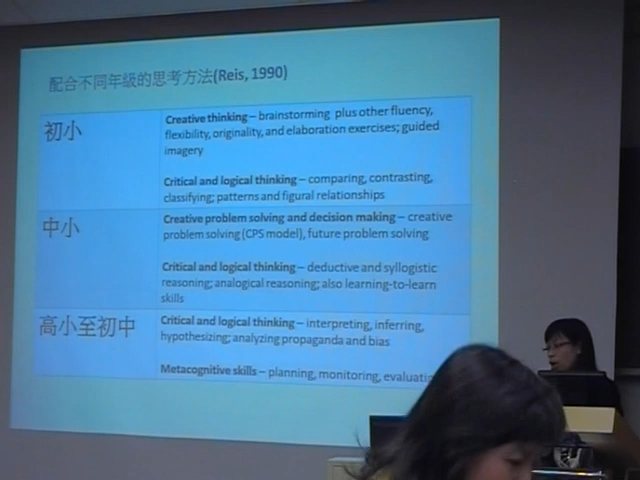 配合不同年級的思考方法(Reis, 1990)
初小
Creative thinking – brainstorming plus other fluency,
flexibility, originality, and elaboration exercises; guided
imagery
Critical and logical thinking – comparing, contrasting,
classifying; patterns and figural relationships
中小
Creative problem solving and decision making – creative
problem solving (CPS model), future problem solving
Critical and logical thinking – deductive and syllogistic
reasoning; analogical reasoning; also learning-to-learn
skills
高小至初中
Critical and logical thinking – interpreting, inferring,
hypothesizing; analyzing propaganda and bias
Metacognitive skills – planning, monitoring,